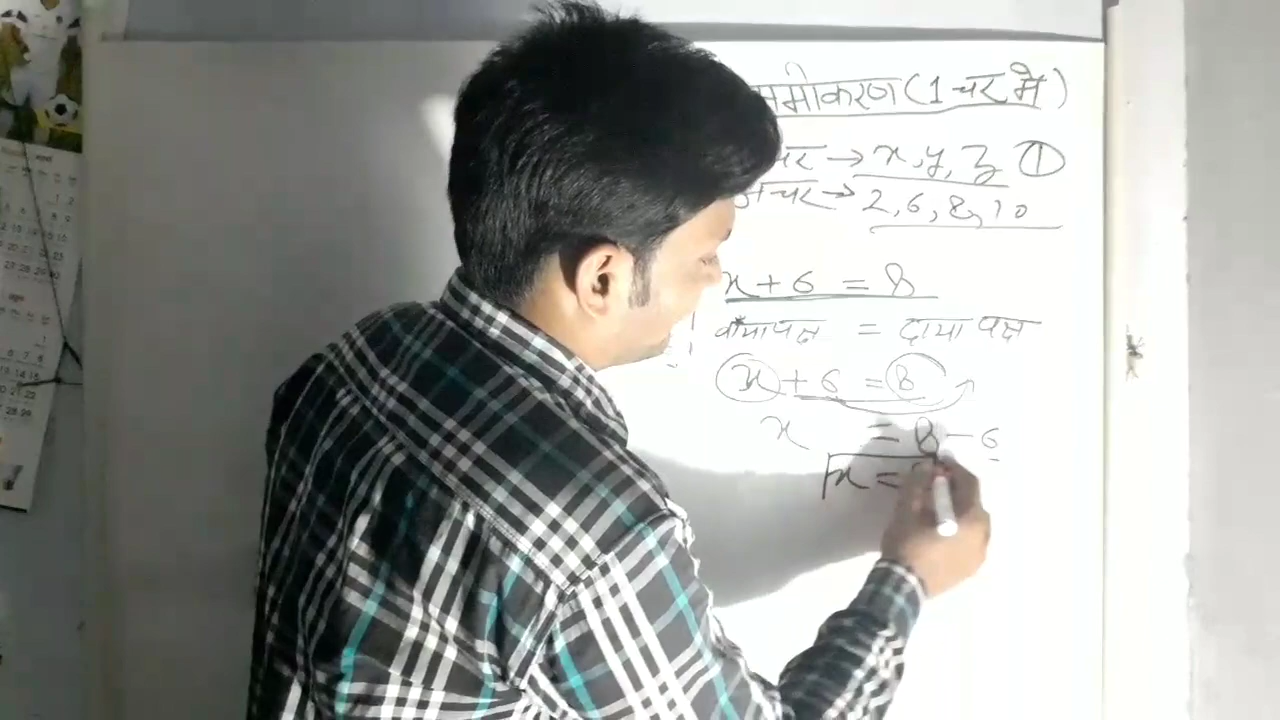 समीकरण (1 चर में)
चर → x, y, z ①
अचर → 2, 6, 8, 10
x + 6 = 8
बाँया पक्ष = दाया पक्ष
x + 6 = 8
x = 8 - 6
x =